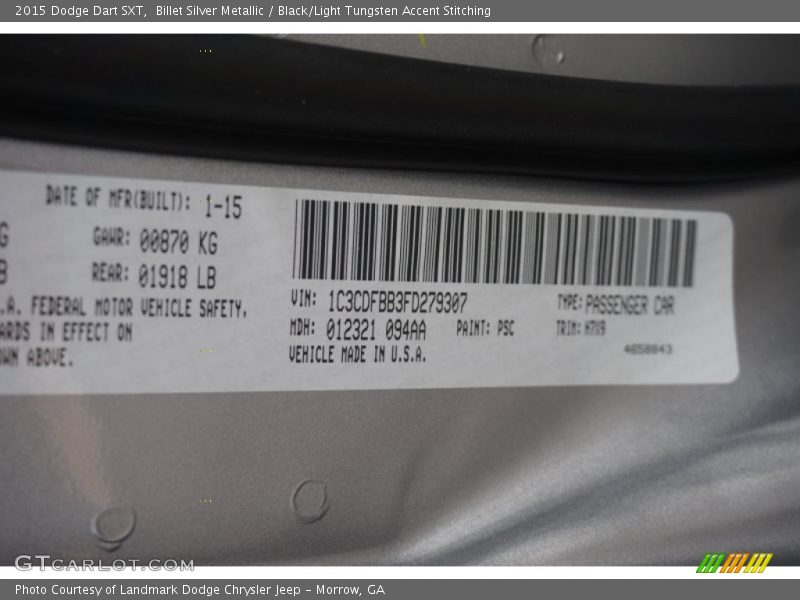 2015 Dodge Dart SXT,  Billet Silver Metallic / Black/Light Tungsten Accent Stitching
DATE OF MFR(BUILT): 1-15
G GAWR: 00870 KG
B REAR: 01918 LB
.A. FEDERAL MOTOR VEHICLE SAFETY,
ARDS IN EFFECT ON
WN ABOVE.
VIN: 1C3CDFBB3FD279307 TYPE: PASSENGER CAR
MDH: 012321 094AA PAINT: PSC TRIM: H7X9
VEHICLE MADE IN U.S.A. 4658843
GTCARLOT.COM
Photo Courtesy of Landmark Dodge Chrysler Jeep – Morrow, GA